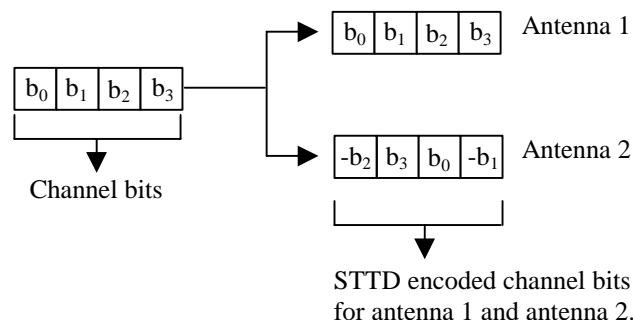 b0 b1 b2 b3
Antenna 1
b0 b1 b2 b3
Channel bits
-b2 b3 b0 -b1
Antenna 2
STTD encoded channel bits
for antenna 1 and antenna 2.